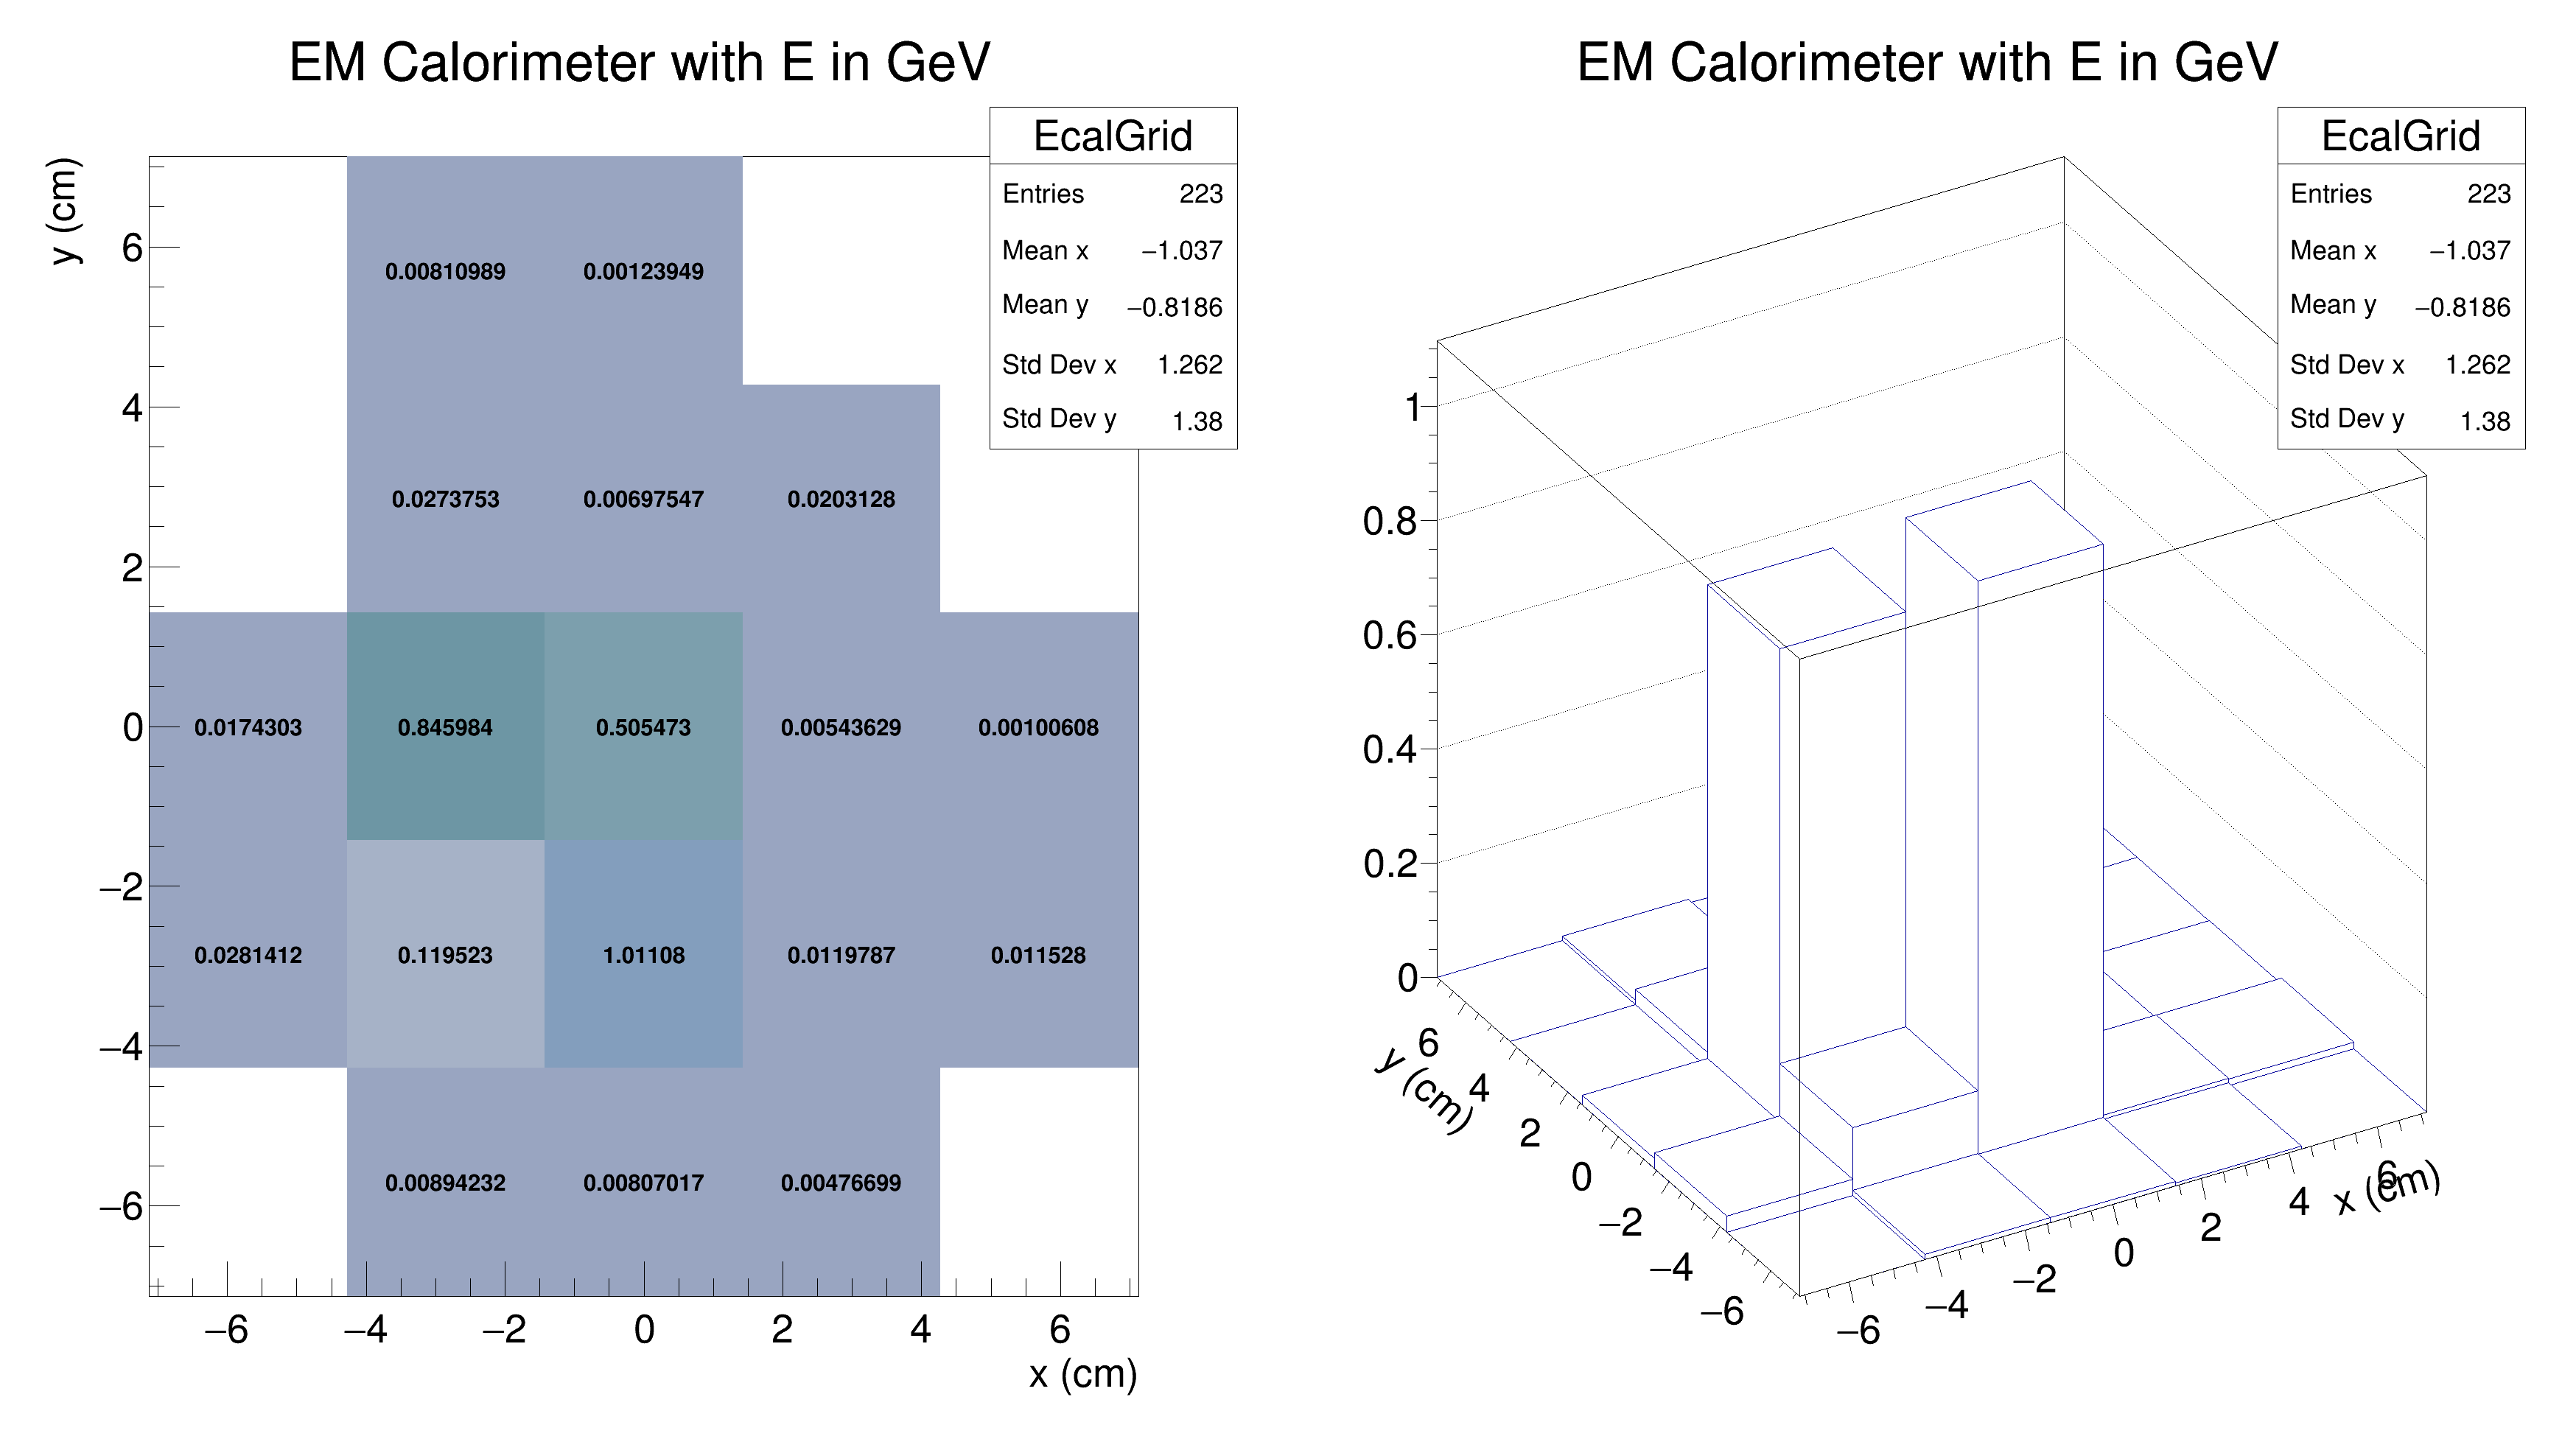 EM Calorimeter with E in GeV
EcalGrid
Entries 223
Mean x −1.037
Mean y −0.8186
Std Dev x 1.262
Std Dev y 1.38
y (cm)
6
4
2
0
−2
−4
−6
0.00810989 0.00123949
0.0273753 0.00697547 0.0203128
0.0174303 0.845984 0.505473 0.00543629 0.00100608
0.0281412 0.119523 1.01108 0.0119787 0.011528
0.00894232 0.00807017 0.00476699
−6 −4 −2 0 2 4 6
x (cm)
EM Calorimeter with E in GeV
EcalGrid
Entries 223
Mean x −1.037
Mean y −0.8186
Std Dev x 1.262
Std Dev y 1.38
1
0.8
0.6
0.4
0.2
0
6
4
2
0
−2
−4
−6
y (cm)
−6 −4 −2 0 2 4 6
x (cm)